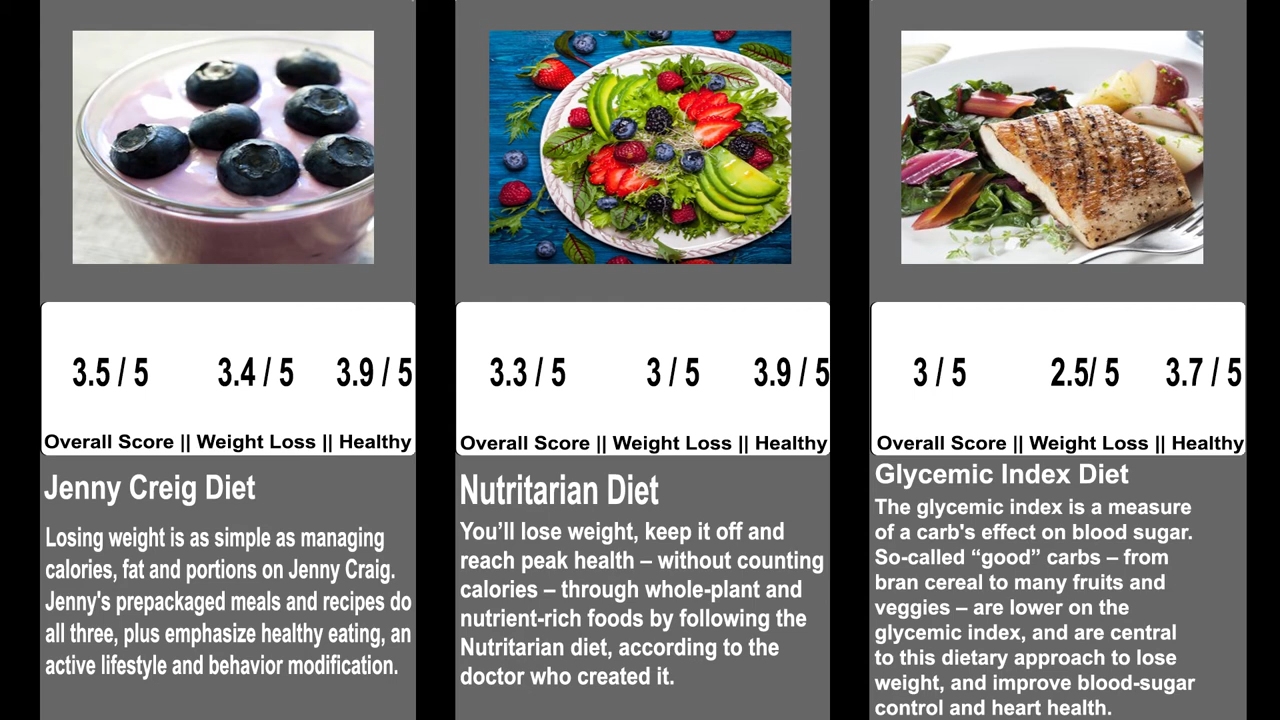 3.5 / 5 3.4 / 5 3.9 / 5
Overall Score || Weight Loss || Healthy
Jenny Creig Diet
Losing weight is as simple as managing
calories, fat and portions on Jenny Craig.
Jenny's prepackaged meals and recipes do
all three, plus emphasize healthy eating, an
active lifestyle and behavior modification.
3.3 / 5 3 / 5 3.9 / 5
Overall Score || Weight Loss || Healthy
Nutritarian Diet
You’ll lose weight, keep it off and
reach peak health – without counting
calories – through whole-plant and
nutrient-rich foods by following the
Nutritarian diet, according to the
doctor who created it.
3 / 5 2.5/ 5 3.7 / 5
Overall Score || Weight Loss || Healthy
Glycemic Index Diet
The glycemic index is a measure
of a carb's effect on blood sugar.
So-called “good” carbs – from
bran cereal to many fruits and
veggies – are lower on the
glycemic index, and are central
to this dietary approach to lose
weight, and improve blood-sugar
control and heart health.